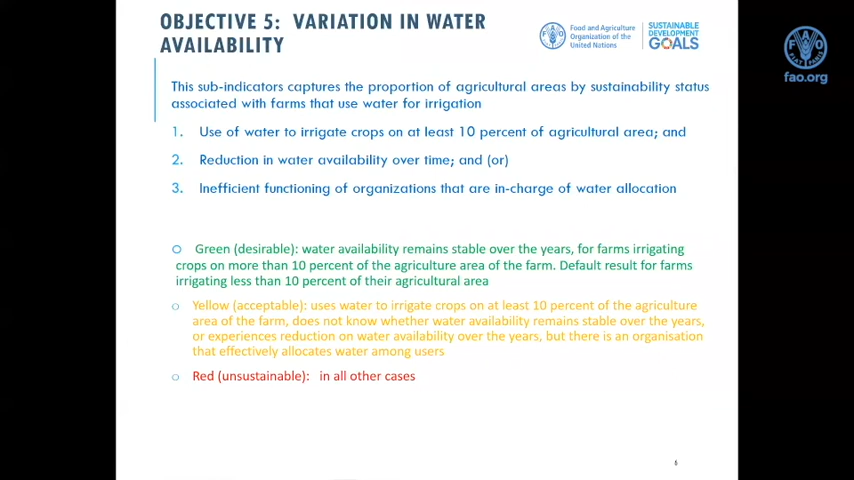 OBJECTIVE 5: VARIATION IN WATER
AVAILABILITY
Food and Agriculture
Organization of the
United Nations
SUSTAINABLE
DEVELOPMENT
GOALS
FAO
FIAT PANIS
fao.org
This sub-indicators captures the proportion of agricultural areas by sustainability status
associated with farms that use water for irrigation
1. Use of water to irrigate crops on at least 10 percent of agricultural area; and
2. Reduction in water availability over time; and (or)
3. Inefficient functioning of organizations that are in-charge of water allocation
Green (desirable): water availability remains stable over the years, for farms irrigating
crops on more than 10 percent of the agriculture area of the farm. Default result for farms
irrigating less than 10 percent of their agricultural area
Yellow (acceptable): uses water to irrigate crops on at least 10 percent of the agriculture
area of the farm, does not know whether water availability remains stable over the years,
or experiences reduction on water availability over the years, but there is an organisation
that effectively allocates water among users
Red (unsustainable): in all other cases
6